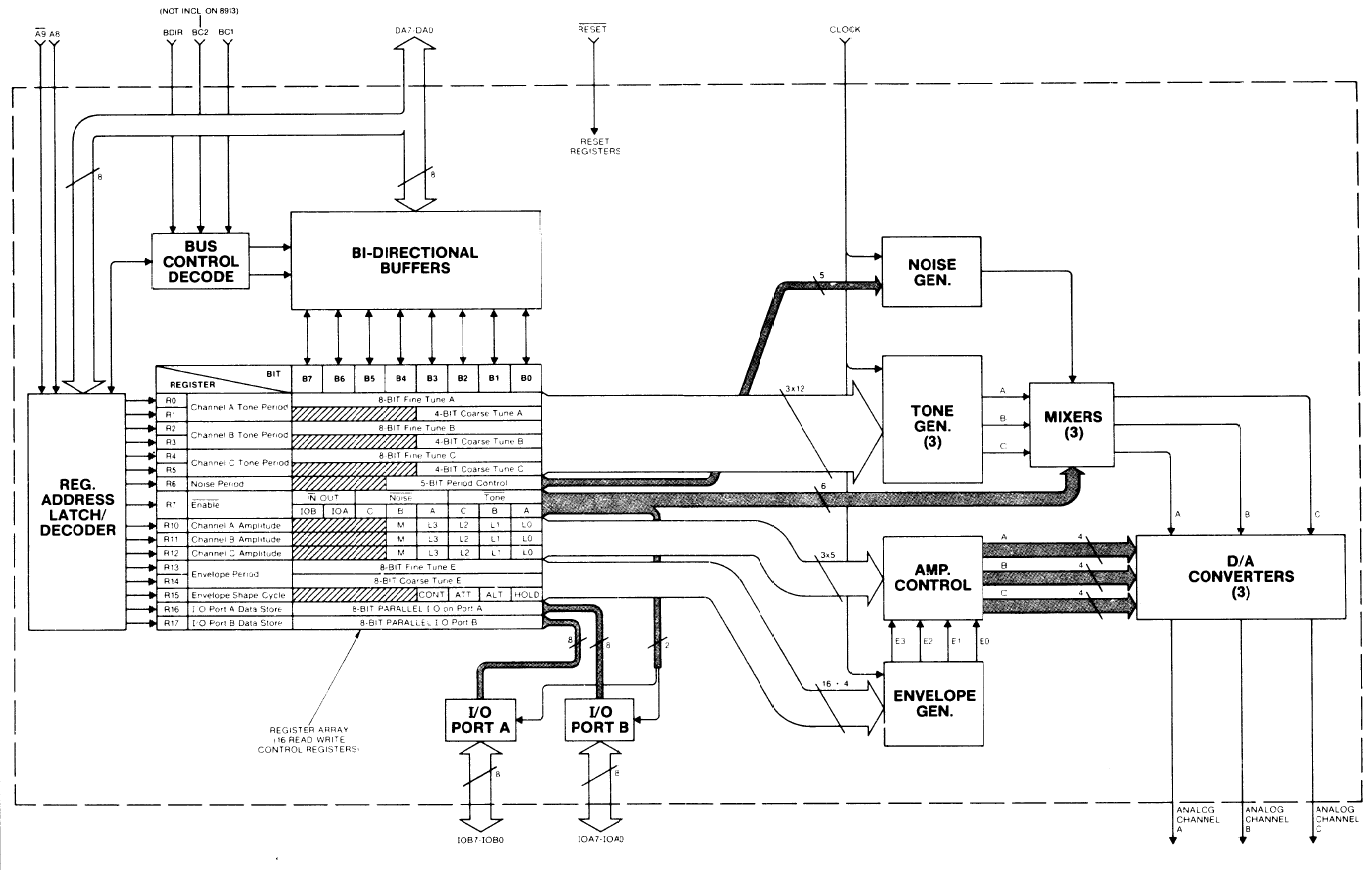 (NOT INCL ON 8913)
A9 A8
BDIR BC2 BC1
DA7-DA0
RESET
CLOCK
RESET
REGISTERS
8
8
BUS
CONTROL
DECODE
BI-DIRECTIONAL
BUFFERS
NOISE
GEN.
5
BIT
REGISTER
B7 B6 B5 B4 B3 B2 B1 B0
R0 Channel A Tone Period 8-BIT Fine Tune A
R1 4-BIT Coarse Tune A
R2 Channel B Tone Period 8-BIT Fine Tune B
R3 4-BIT Coarse Tune B
R4 Channel C Tone Period 8 BIT Fine Tune C
R5 4-BIT Coarse Tune C
R6 Noise Period 5-BIT Period Control
R7 Enable IN OUT Noise Tone
IOB IOA C B A C B A
R10 Channel A Amplitude M L3 L2 L1 L0
R11 Channel B Amplitude M L3 L2 L1 L0
R12 Channel C Amplitude M L3 L2 L1 L0
R13 Envelope Period 8-BIT Fine Tune E
R14 8-BIT Coarse Tune E
R15 Envelope Shape Cycle CONT ATT ALT HOLD
R16 I O Port A Data Store 8-BIT PARALLEL I O on Port A
R17 I/O Port B Data Store 8-BIT PARALLEL I O Port B
REG.
ADDRESS
LATCH/
DECODER
3x12
TONE
GEN.
(3)
A
B
C
MIXERS
(3)
6
A B C
3x5
AMP.
CONTROL
A 4
B 4
C 4
D/A
CONVERTERS
(3)
E3 E2 E1 E0
16 + 4
ENVELOPE
GEN.
8 8 2
I/O
PORT A
I/O
PORT B
REGISTER ARRAY
(16 READ WRITE
CONTROL REGISTERS)
8 8
IOB7-IOB0
IOA7-IOA0
ANALOG
CHANNEL
A
ANALOG
CHANNEL
B
ANALOG
CHANNEL
C